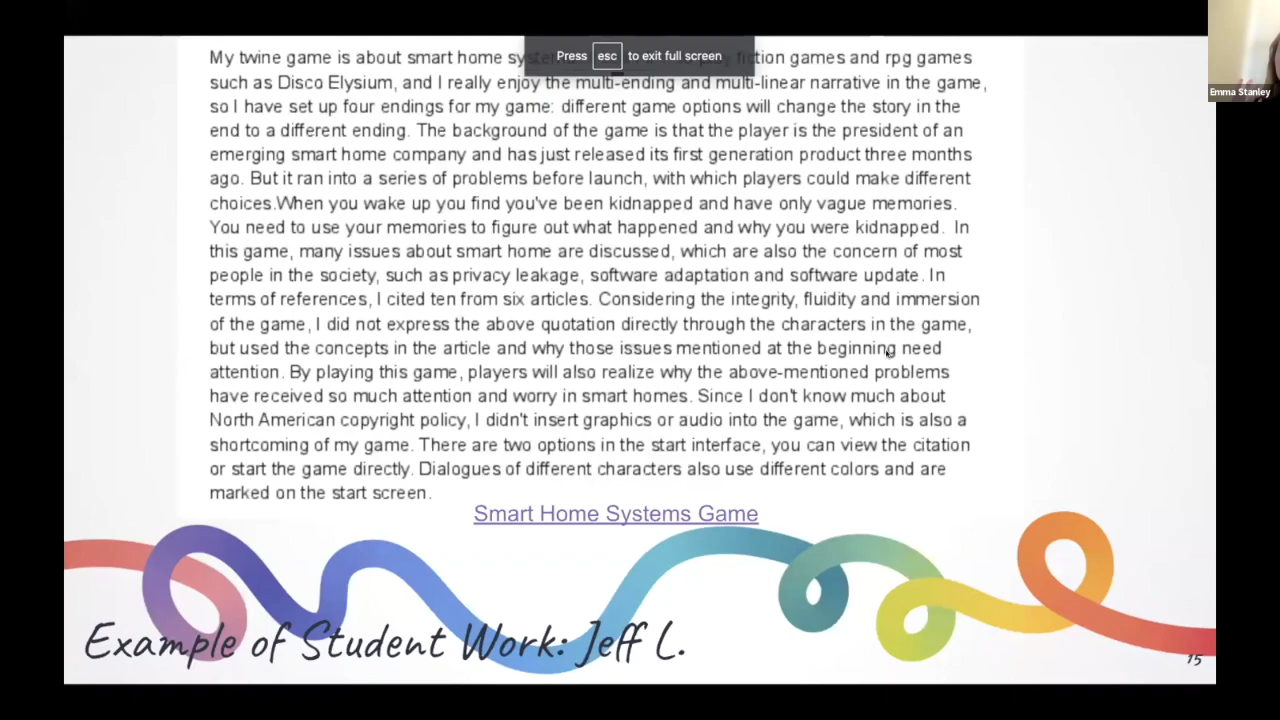 Press esc to exit full screen
My twine game is about smart home fiction games and rpg games
such as Disco Elysium, and I really enjoy the multi-ending and multi-linear narrative in the game,
so I have set up four endings for my game: different game options will change the story in the
end to a different ending. The background of the game is that the player is the president of an
emerging smart home company and has just released its first generation product three months
ago. But it ran into a series of problems before launch, with which players could make different
choices.When you wake up you find you've been kidnapped and have only vague memories.
You need to use your memories to figure out what happened and why you were kidnapped. In
this game, many issues about smart home are discussed, which are also the concern of most
people in the society, such as privacy leakage, software adaptation and software update. In
terms of references, I cited ten from six articles. Considering the integrity, fluidity and immersion
of the game, I did not express the above quotation directly through the characters in the game,
but used the concepts in the article and why those issues mentioned at the beginning need
attention. By playing this game, players will also realize why the above-mentioned problems
have received so much attention and worry in smart homes. Since I don't know much about
North American copyright policy, I didn't insert graphics or audio into the game, which is also a
shortcoming of my game. There are two options in the start interface, you can view the citation
or start the game directly. Dialogues of different characters also use different colors and are
marked on the start screen.
Smart Home Systems Game
Example of Student Work: Jeff L.
15
Emma Stanley